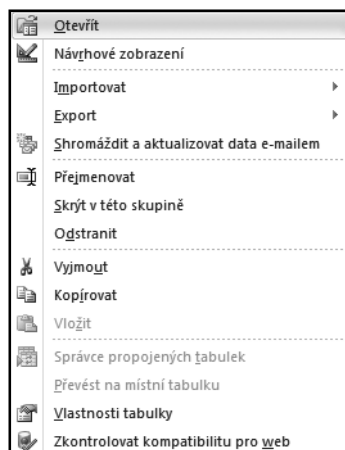 Otevřít
Návrhové zobrazení
Importovat
Export
Shromáždit a aktualizovat data e-mailem
Přejmenovat
Skrýt v této skupině
Odstranit
Vyjmout
Kopírovat
Vložit
Správce propojených tabulek
Převést na místní tabulku
Vlastnosti tabulky
Zkontrolovat kompatibilitu pro web